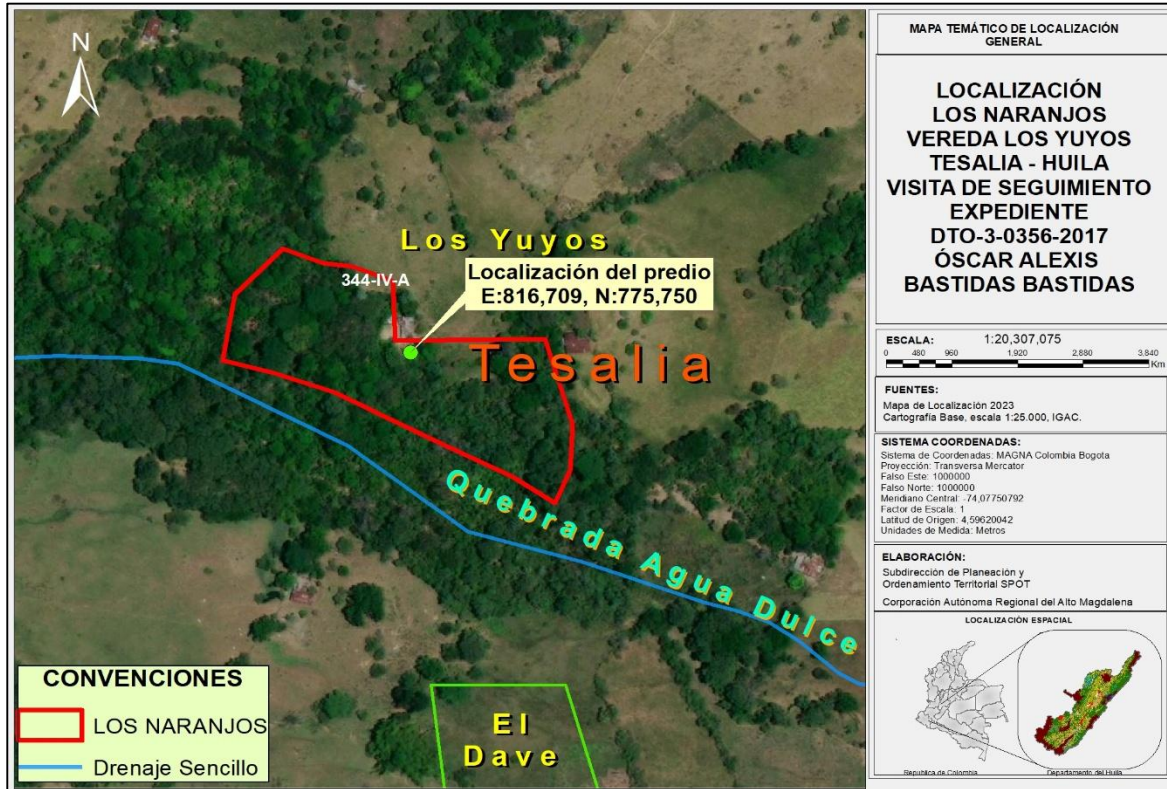 N
Los Yuyos
344-IV-A
Localización del predio
E:816,709, N:775,750
Tesalia
Quebrada Agua Dulce
El
Dave
CONVENCIONES
LOS NARANJOS
Drenaje Sencillo
MAPA TEMÁTICO DE LOCALIZACIÓN
GENERAL
LOCALIZACIÓN
LOS NARANJOS
VEREDA LOS YUYOS
TESALIA - HUILA
VISITA DE SEGUIMIENTO
EXPEDIENTE
DTO-3-0356-2017
ÓSCAR ALEXIS
BASTIDAS BASTIDAS
ESCALA: 1:20,307,075
0 480 960 1,920 2,880 3,840
Km
FUENTES:
Mapa de Localización 2023
Cartografía Base, escala 1:25.000, IGAC.
SISTEMA COORDENADAS:
Sistema de Coordenadas: MAGNA Colombia Bogota
Proyección: Transversa Mercator
Falso Este: 1000000
Falso Norte: 1000000
Meridiano Central: -74,07750792
Factor de Escala: 1
Latitud de Origen: 4,59620042
Unidades de Medida: Metros
ELABORACIÓN:
Subdirección de Planeación y
Ordenamiento Territorial SPOT
Corporación Autónoma Regional del Alto Magdalena
LOCALIZACIÓN ESPACIAL
Republica de Colombia
Departamento del Huila